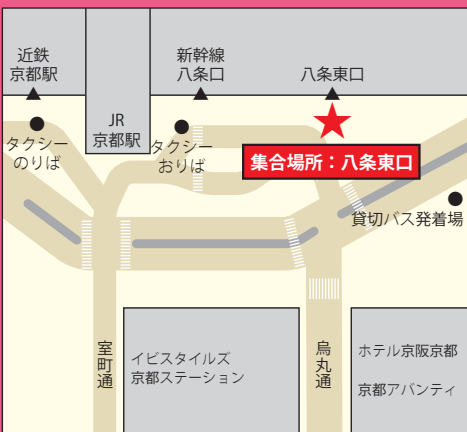 近鉄
京都駅
JR
京都駅
新幹線
八条口
八条東口
タクシー
のりば
タクシー
おりば
集合場所：八条東口
貸切バス発着場
室町通
イビスタイルズ
京都ステーション
烏丸通
ホテル京阪京都
京都アバンティ